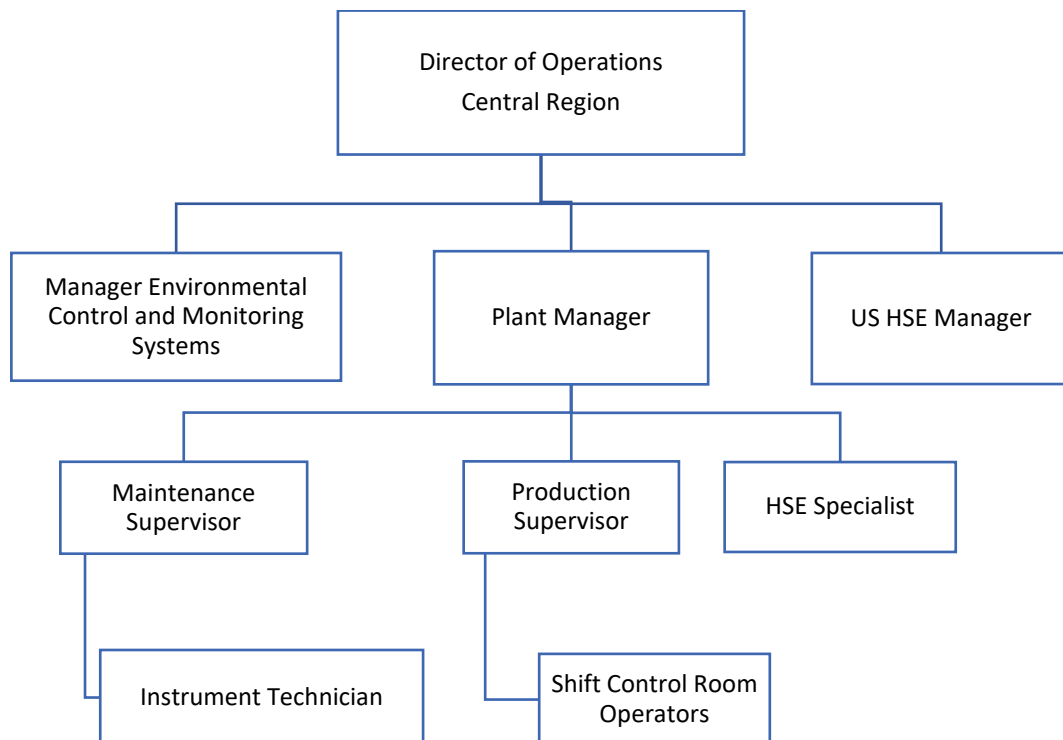 Director of Operations
Central Region
Manager Environmental
Control and Monitoring
Systems
Plant Manager
US HSE Manager
Maintenance
Supervisor
Production
Supervisor
HSE Specialist
Instrument Technician
Shift Control Room
Operators